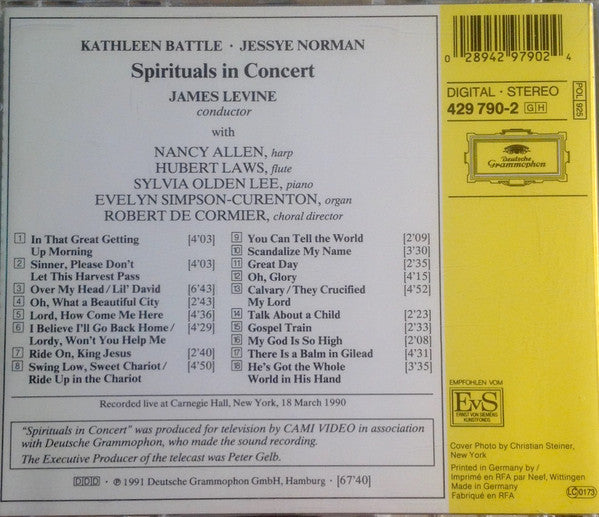 KATHLEEN BATTLE · JESSYE NORMAN
Spirituals in Concert
JAMES LEVINE
conductor
with
NANCY ALLEN, harp
HUBERT LAWS, flute
SYLVIA OLDEN LEE, piano
EVELYN SIMPSON-CURENTON, organ
ROBERT DE CORMIER, choral director
1 In That Great Getting [4'03]
Up Morning
2 Sinner, Please Don't [4'03]
Let This Harvest Pass
3 Over My Head / Lil' David [6'43]
4 Oh, What a Beautiful City [2'43]
5 Lord, How Come Me Here [4'36]
6 I Believe I'll Go Back Home / [4'29]
Lordy, Won't You Help Me
7 Ride On, King Jesus [2'40]
8 Swing Low, Sweet Chariot / [4'50]
Ride Up in the Chariot
9 You Can Tell the World [2'09]
10 Scandalize My Name [3'30]
11 Great Day [2'35]
12 Oh, Glory [4'15]
13 Calvary / They Crucified [4'52]
My Lord
14 Talk About a Child [2'23]
15 Gospel Train [2'33]
16 My God Is So High [2'08]
17 There Is a Balm in Gilead [4'31]
18 He's Got the Whole [3'35]
World in His Hand
Recorded live at Carnegie Hall, New York, 18 March 1990
"Spirituals in Concert" was produced for television by CAMI VIDEO in association
with Deutsche Grammophon, who made the sound recording.
The Executive Producer of the telecast was Peter Gelb.
DDD · ℗ 1991 Deutsche Grammophon GmbH, Hamburg · [67'40]
0 28942 97902 4
DIGITAL · STEREO
429 790-2 GH
POL 925
Deutsche
Grammophon
EMPFOHLEN VOM
EvS
ERNST VON SIEMENS
KUNSTFONDS
Cover Photo by Christian Steiner,
New York
Printed in Germany by /
Imprimé en RFA par Neef, Wittingen
Made in Germany
Fabriqué en RFA
LC 0173